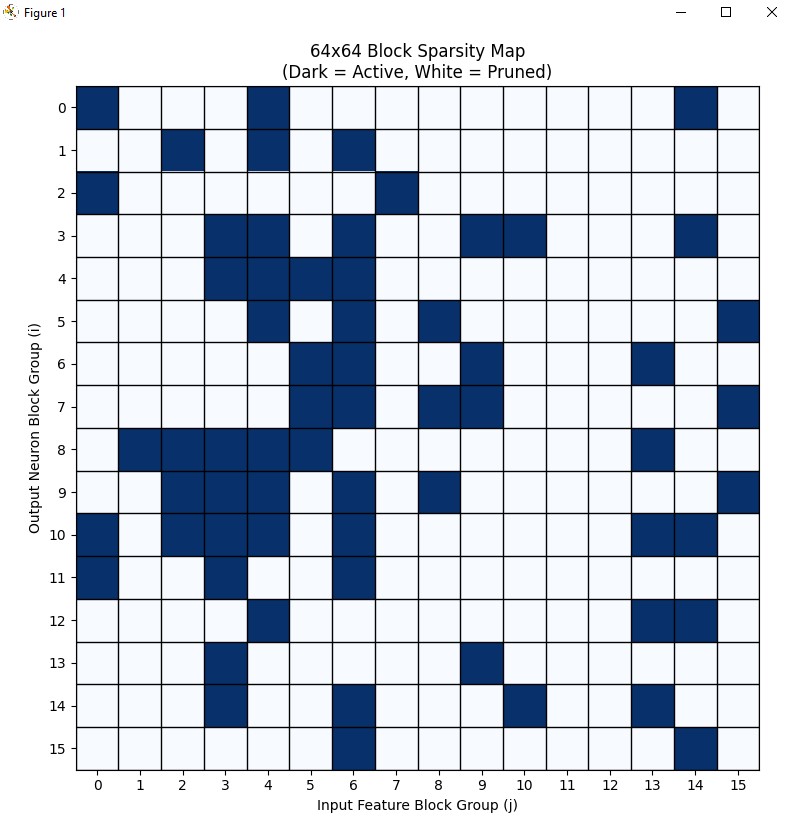 Figure 1
64x64 Block Sparsity Map
(Dark = Active, White = Pruned)
Output Neuron Block Group (i)
0
1
2
3
4
5
6
7
8
9
10
11
12
13
14
15
0 1 2 3 4 5 6 7 8 9 10 11 12 13 14 15
Input Feature Block Group (j)